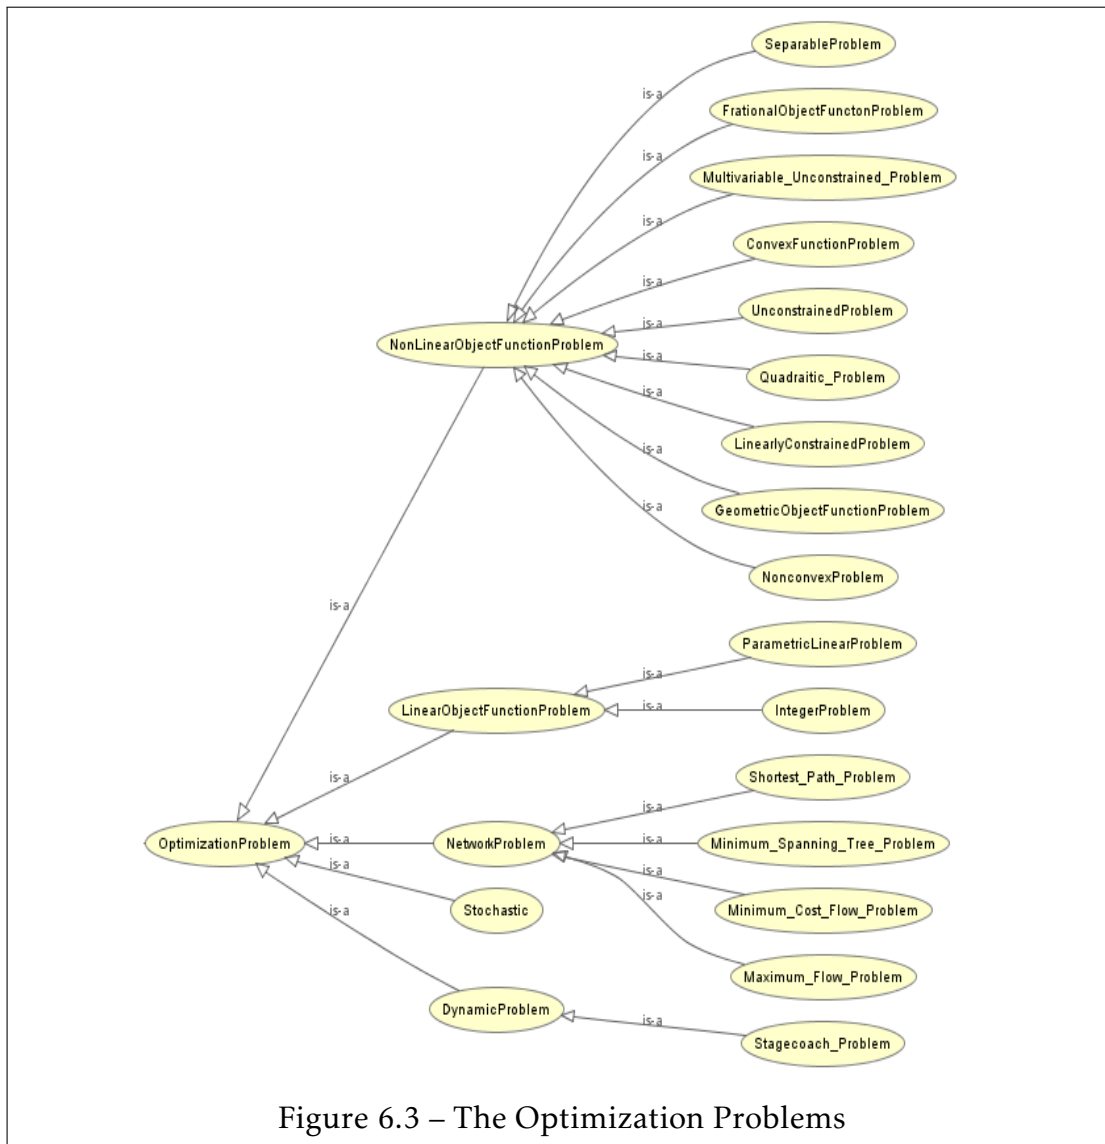 SeparableProblem
is-a
FrationalObjectFunctonProblem
is-a
Multivariable_Unconstrained_Problem
is-a
ConvexFunctionProblem
is-a
UnconstrainedProblem
is-a
NonLinearObjectFunctionProblem
is-a
Quadraitic_Problem
is-a
LinearlyConstrainedProblem
is-a
GeometricObjectFunctionProblem
is-a
NonconvexProblem
is-a
ParametricLinearProblem
is-a
LinearObjectFunctionProblem
is-a
IntegerProblem
is-a
Shortest_Path_Problem
is-a
OptimizationProblem
is-a
NetworkProblem
Minimum_Spanning_Tree_Problem
is-a
is-a
is-a
Stochastic
Minimum_Cost_Flow_Problem
is-a
is-a
Maximum_Flow_Problem
DynamicProblem
is-a
Stagecoach_Problem
Figure 6.3 – The Optimization Problems